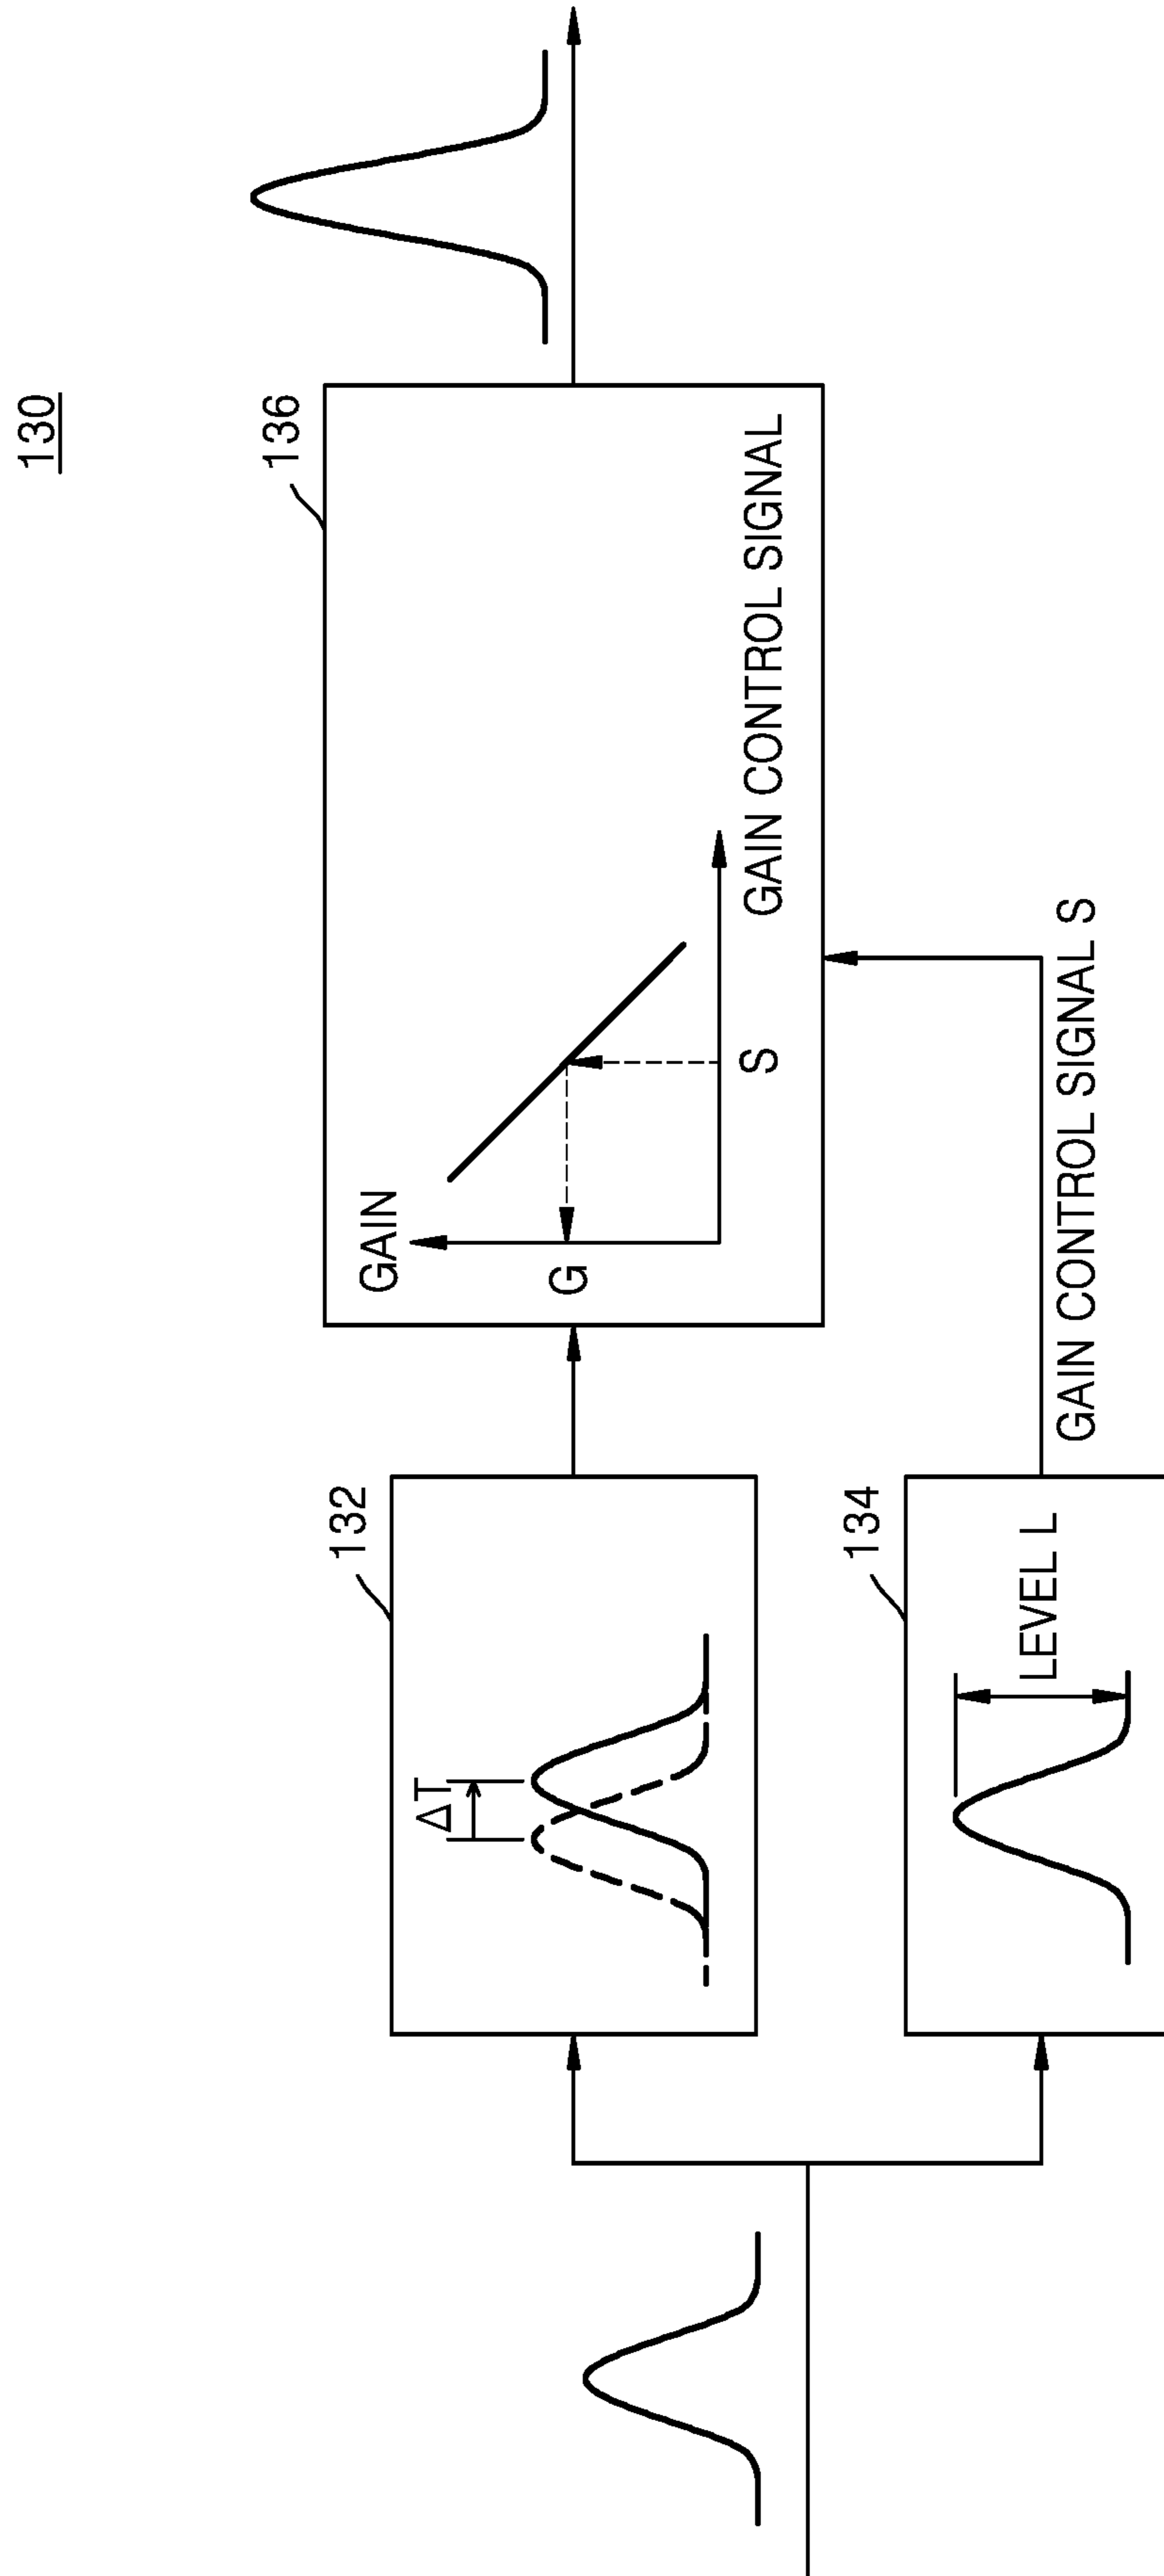 130
132
ΔT
136
GAIN
G
S
GAIN CONTROL SIGNAL
134
LEVEL L
GAIN CONTROL SIGNAL S